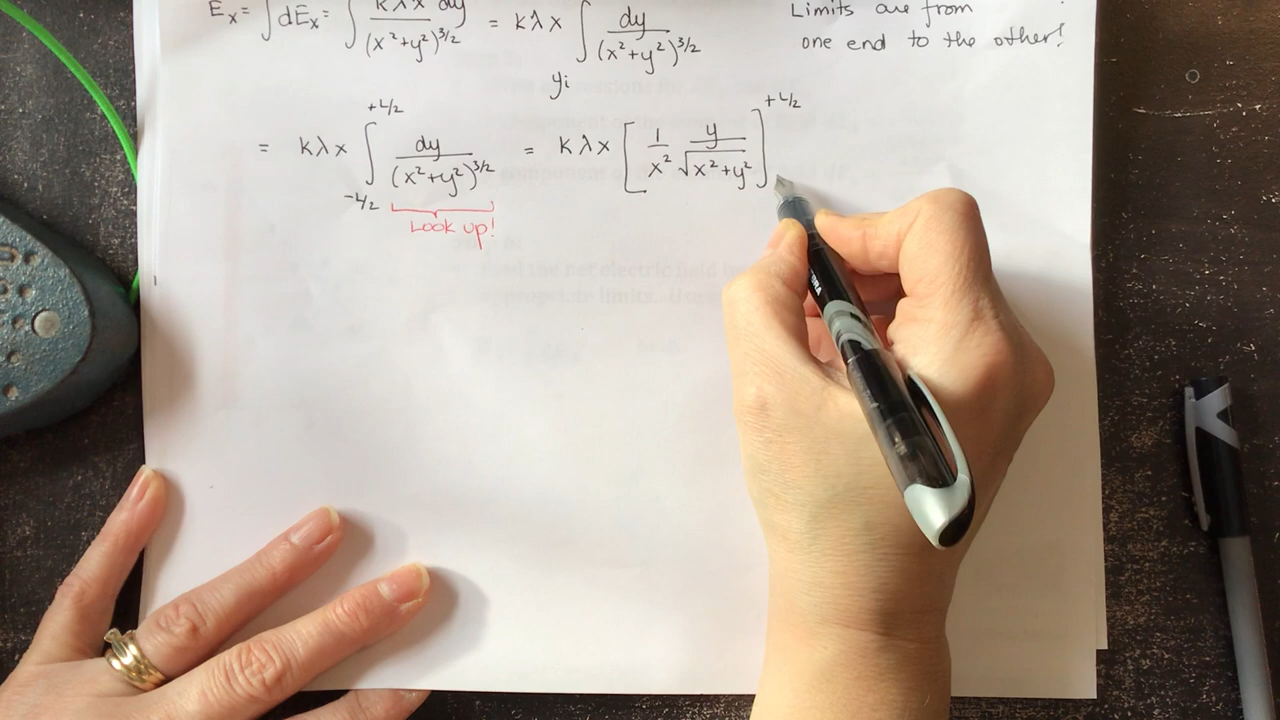 Ex = ∫dEx = ∫ kλx dy / (x²+y²)^3/2 = kλx ∫ dy / (x²+y²)^3/2
yi
Limits are from
one end to the other!
= kλx ∫ -L/2 +L/2 dy / (x²+y²)^3/2 = kλx [ 1/x² y/√x²+y² ] +L/2
Look up!